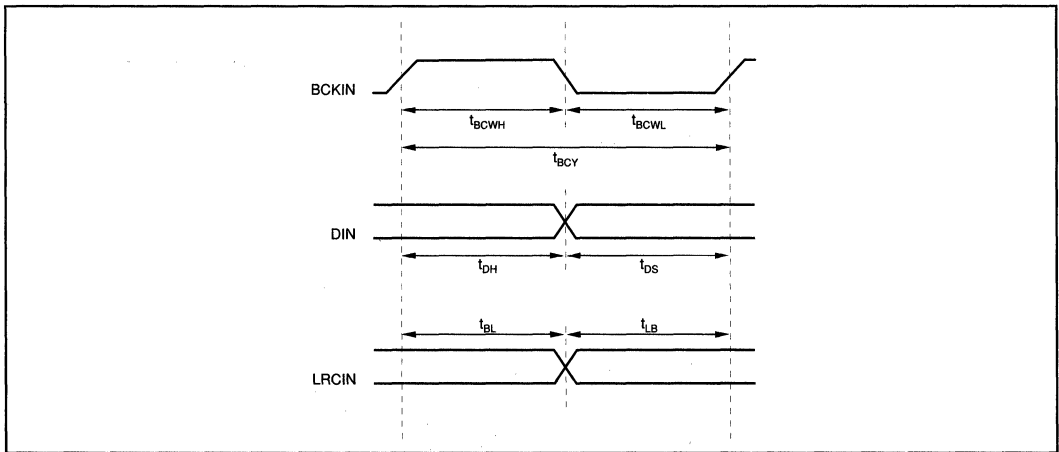 BCKIN
tBCWH tBCWL
tBCY
DIN
tDH tDS
tBL tLB
LRCIN